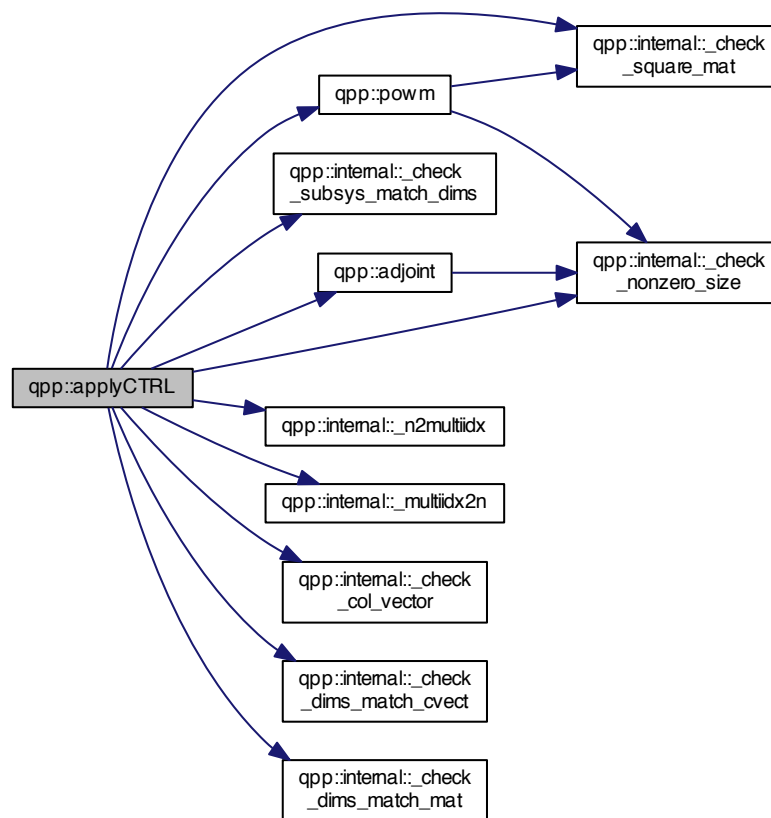 qpp::internal::_check
_square_mat
qpp::powm
qpp::internal::_check
_subsys_match_dims
qpp::adjoint
qpp::internal::_check
_nonzero_size
qpp::applyCTRL
qpp::internal::_n2multiidx
qpp::internal::_multiidx2n
qpp::internal::_check
_col_vector
qpp::internal::_check
_dims_match_cvect
qpp::internal::_check
_dims_match_mat